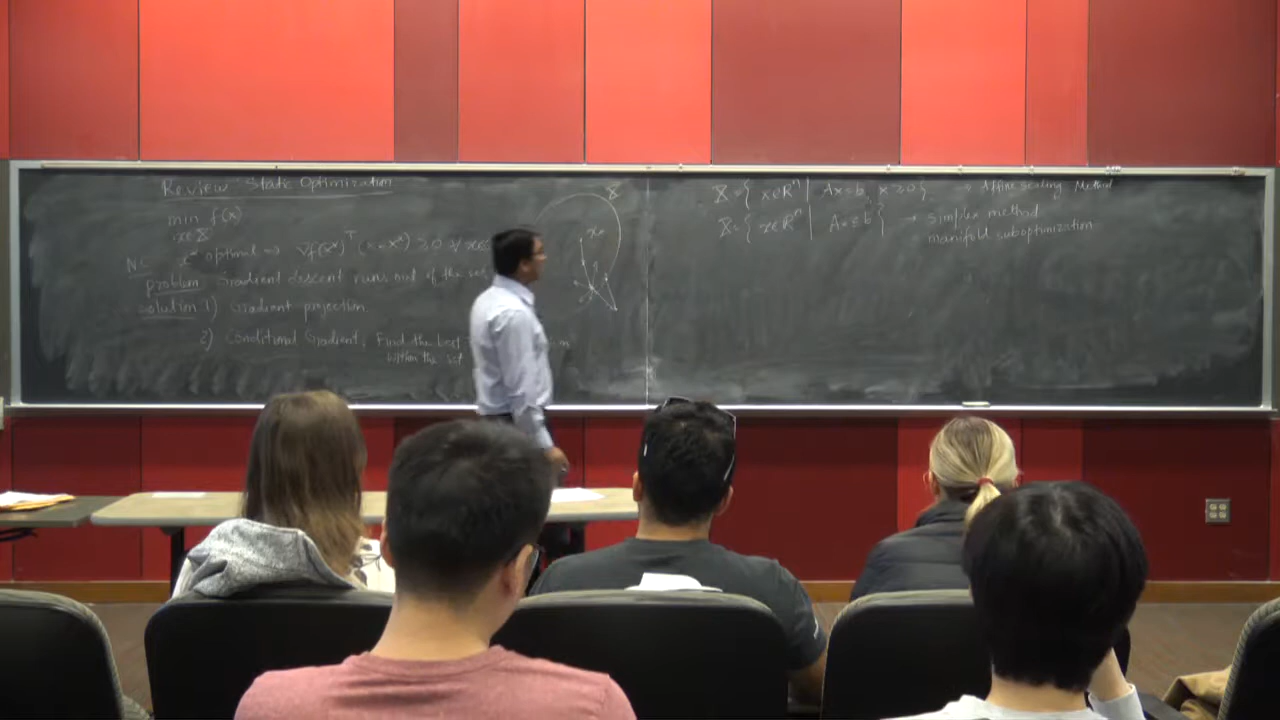 Review Static Optimization
min f(x)
x∈X
N.C. x* optimal ⇒ ∇f(x*)ᵀ (x-x*) ≥ 0 ∀ x∈
problem: Gradient descent runs out of the set
solution 1) Gradient projection
2) Conditional Gradient, Find the best
within the set
X
x*
X = { x∈Rⁿ | Ax=b, x≥0 } → Affine scaling Method
X = { x∈Rⁿ | Ax≤b } → simplex method
manifold suboptimization